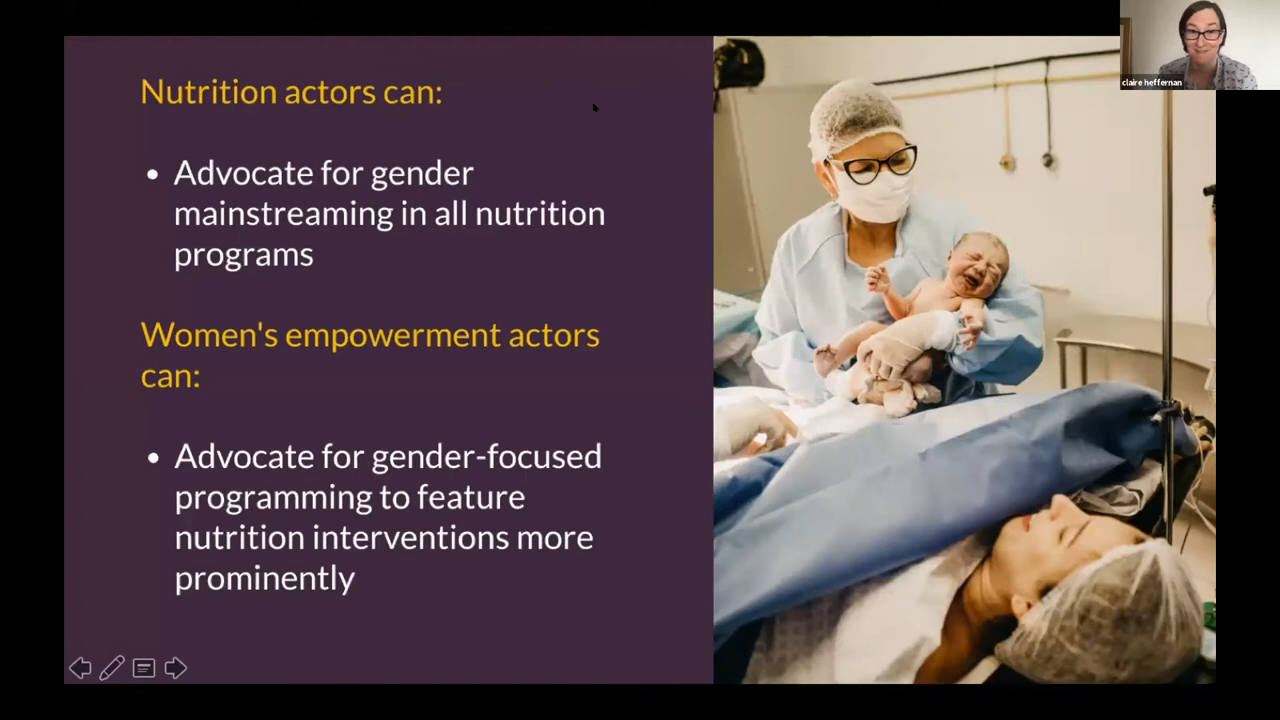 Nutrition actors can:
• Advocate for gender
mainstreaming in all nutrition
programs
Women's empowerment actors
can:
• Advocate for gender-focused
programming to feature
nutrition interventions more
prominently
claire heffernan